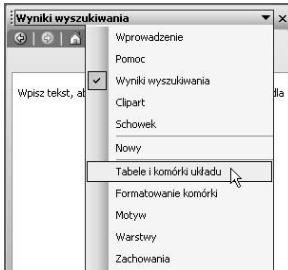 Wyniki wyszukiwania
Wprowadzenie
Pomoc
Wyniki wyszukiwania
Wpisz tekst,
Clipart
Schowek
Nowy
Tabele i komórki układu
Formatowanie komórki
Motyw
Warstwy
Zachowania